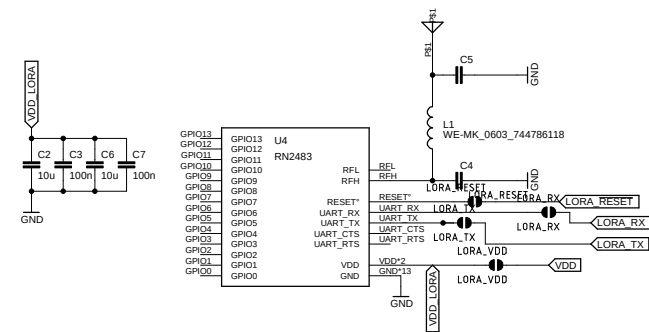 P$1
P$1
C5
GND
VDD_LORA
L1
WE-MK_0603_744786118
C2
10u
C3
100n
C6
10u
C7
100n
GND
U4
RN2483
GPIO13 GPIO13
GPIO12 GPIO12
GPIO11 GPIO11
GPIO10 GPIO10
GPIO9 GPIO9
GPIO8 GPIO8
GPIO7 GPIO7
GPIO6 GPIO6
GPIO5 GPIO5
GPIO4 GPIO4
GPIO3 GPIO3
GPIO2 GPIO2
GPIO1 GPIO1
GPIO0 GPIO0
RFL RFL
RFH RFH
C4
GND
LORA_RESET
LORA_RESET
RESET° RESET°
LORA_RESET
UART_RX UART_RX
LORA_RX
LORA_RX
LORA_RX
UART_TX UART_TX
LORA_TX
LORA_TX
LORA_TX
UART_CTS UART_CTS
UART_RTS UART_RTS
LORA_VDD
LORA_VDD
VDD VDD*2
VDD
GND GND*13
GND
VDD_LORA